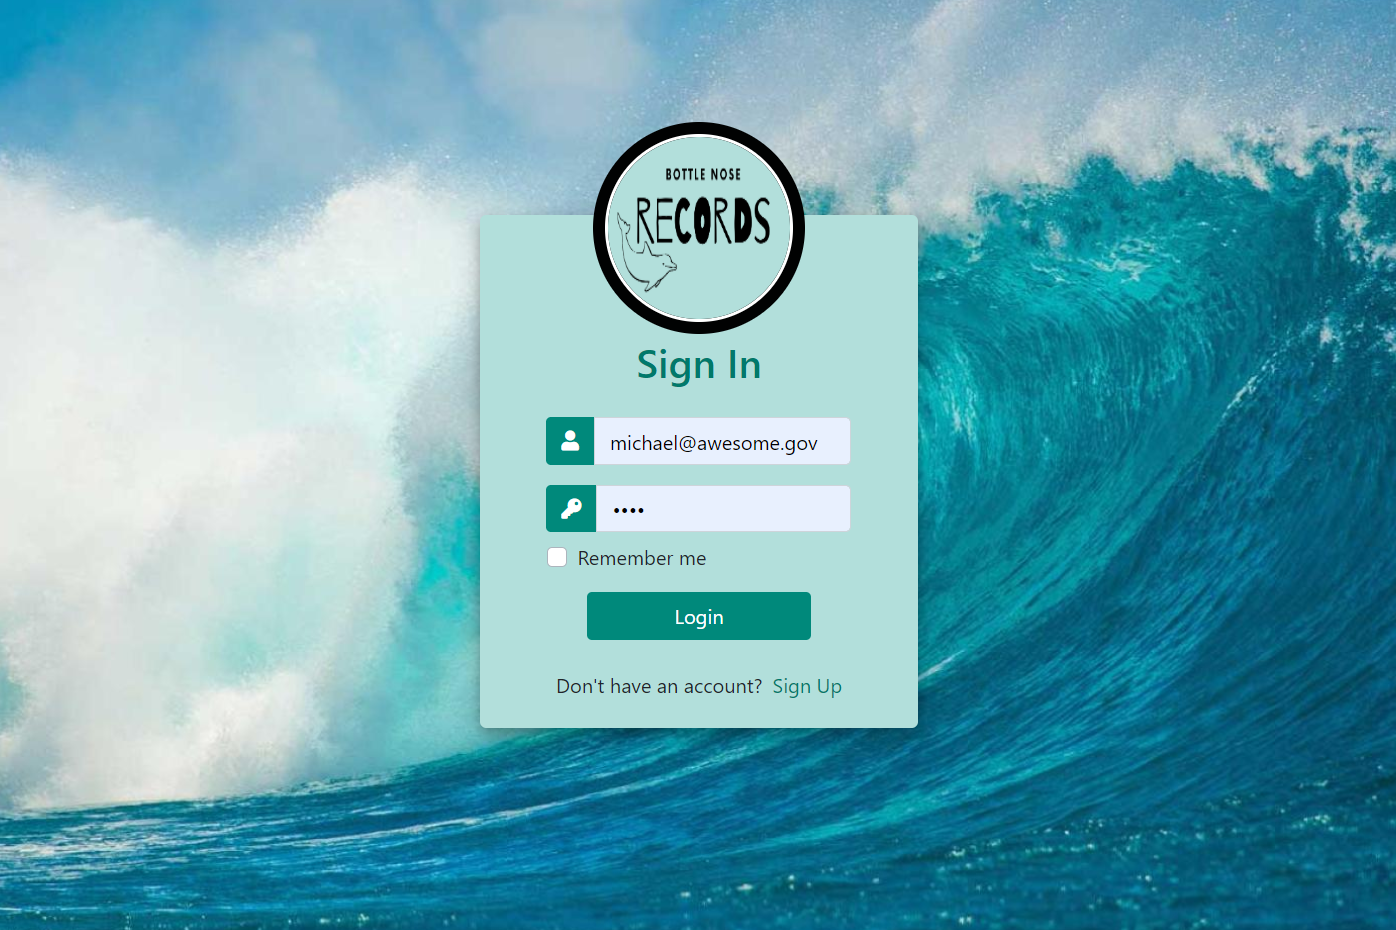 BOTTLE NOSE
RECORDS
Sign In
michael@awesome.gov
••••
Remember me
Login
Don't have an account? Sign Up